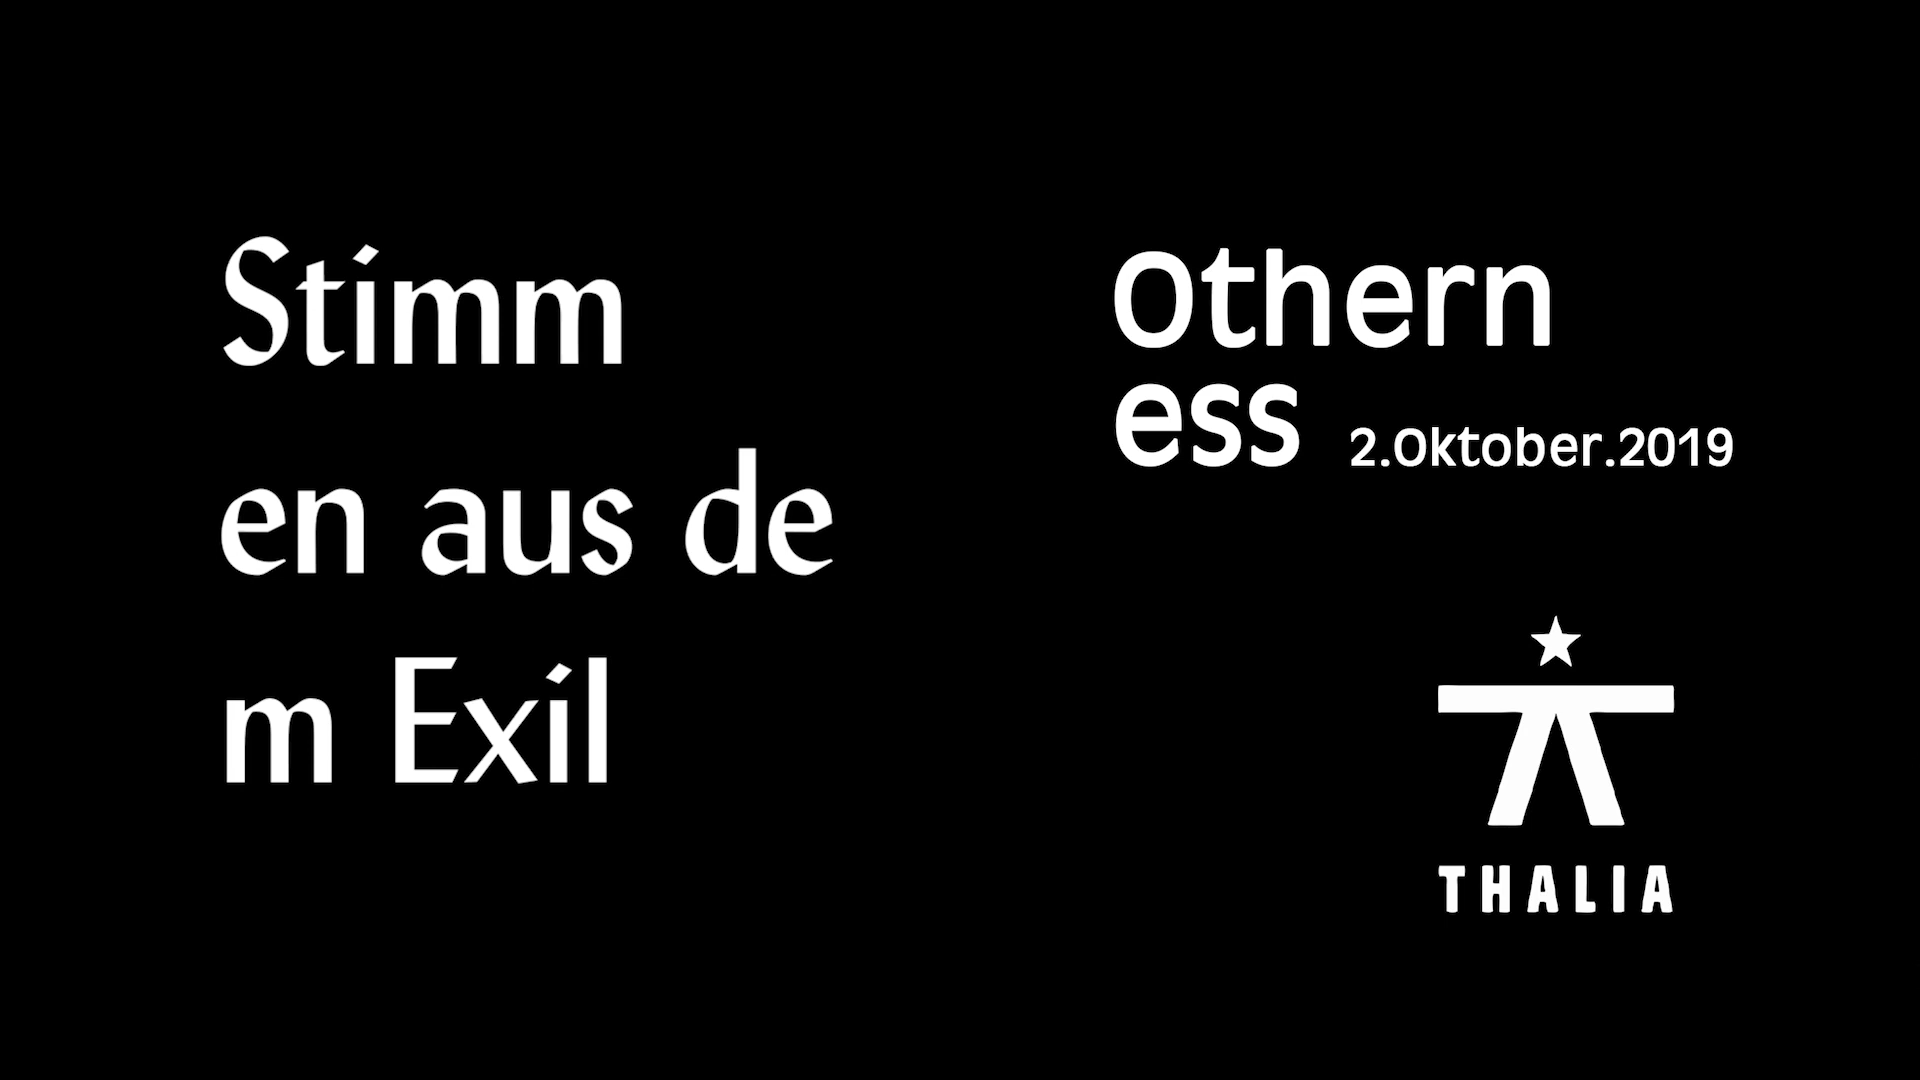 Stimm
en aus de
m Exil
Othern
ess 2.Oktober.2019
THALIA